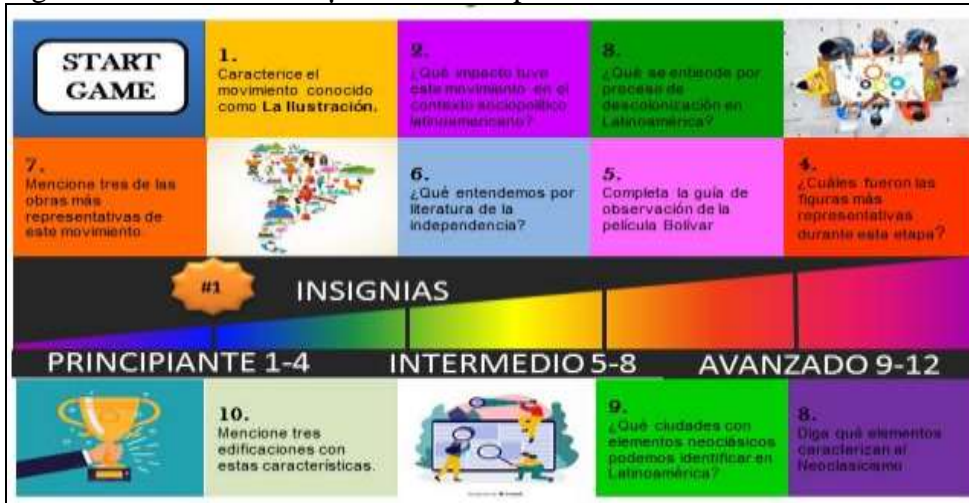 START
GAME
1.
Caracterice el
movimiento conocido
como La Ilustración.
2.
¿Qué impacto tuvo
este movimiento en el
contexto sociopolítico
latinoamericano?
3.
¿Qué se entiende por
proceso de
descolonización en
Latinoamérica?
7.
Mencione tres de las
obras más
representativas de
este movimiento
6.
¿Qué entendemos por
literatura de la
independencia?
5.
Completa la guía de
observación de la
película Bolívar
4.
¿Cuáles fueron las
figuras más
representativas
durante esta etapa?
#1
INSIGNIAS
PRINCIPIANTE 1-4
INTERMEDIO 5-8
AVANZADO 9-12
10.
Mencione tres
edificaciones con
estas características.
9.
¿Qué ciudades con
elementos neoclásicos
podemos identificar en
Latinoamérica?
8.
Diga qué elementos
caracterizan al
Neoclasicismo